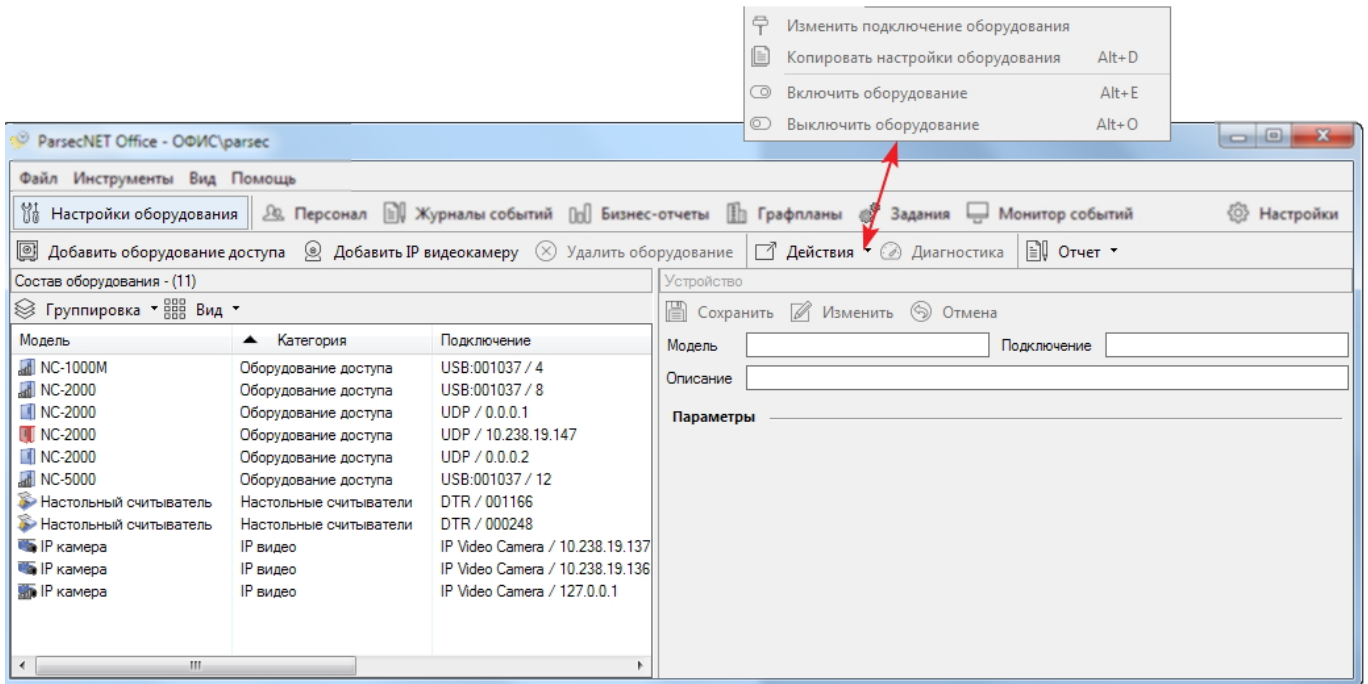 Изменить подключение оборудования
Копировать настройки оборудования Alt+D
Включить оборудование Alt+E
Выключить оборудование Alt+O
ParsecNET Office - ОФИС\parsec
Файл Инструменты Вид Помощь
Настройки оборудования Персонал Журналы событий Бизнес-отчеты Графпланы Задания Монитор событий Настройки
Добавить оборудование доступа Добавить IP видеокамеру Удалить оборудование Действия Диагностика Отчет
Состав оборудования - (11) Устройство
Группировка Вид Сохранить Изменить Отмена
Модель Категория Подключение Модель Подключение
NC-1000M Оборудование доступа USB:001037 / 4
Описание
NC-2000 Оборудование доступа USB:001037 / 8
NC-2000 Оборудование доступа UDP / 0.0.0.1
Параметры
NC-2000 Оборудование доступа UDP / 10.238.19.147
NC-2000 Оборудование доступа UDP / 0.0.0.2
NC-5000 Оборудование доступа USB:001037 / 12
Настольный считыватель Настольные считыватели DTR / 001166
Настольный считыватель Настольные считыватели DTR / 000248
IP камера IP видео IP Video Camera / 10.238.19.137
IP камера IP видео IP Video Camera / 10.238.19.136
IP камера IP видео IP Video Camera / 127.0.0.1